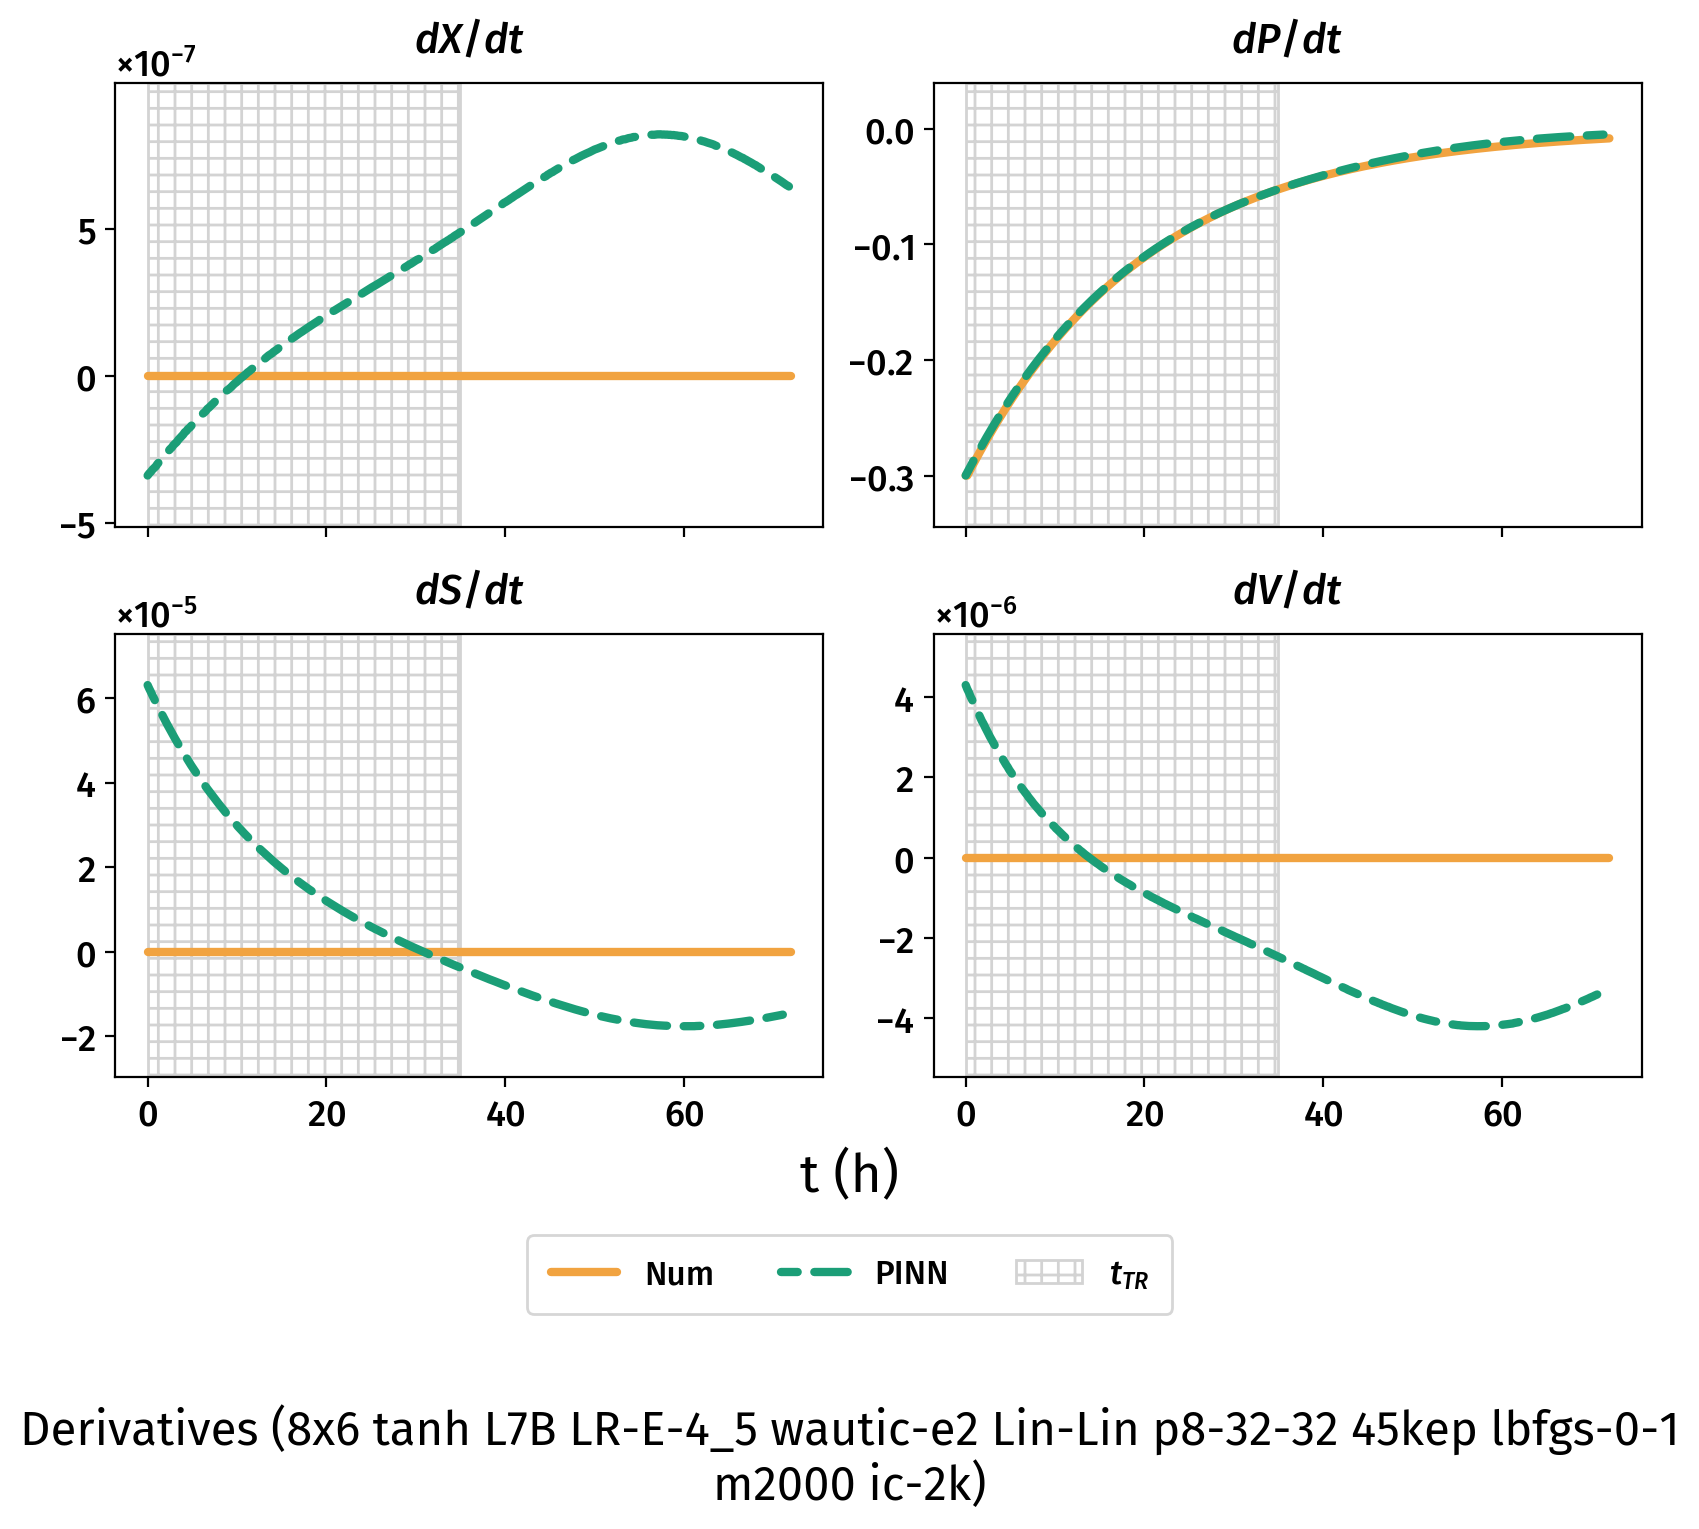 dX/dt
×10⁻⁷
5
0
−5
dP/dt
0.0
−0.1
−0.2
−0.3
dS/dt
×10⁻⁵
6
4
2
0
−2
0 20 40 60
dV/dt
×10⁻⁶
4
2
0
−2
−4
0 20 40 60
t (h)
Num PINN t_TR
Derivatives (8x6 tanh L7B LR-E-4_5 wautic-e2 Lin-Lin p8-32-32 45kep lbfgs-0-1
m2000 ic-2k)